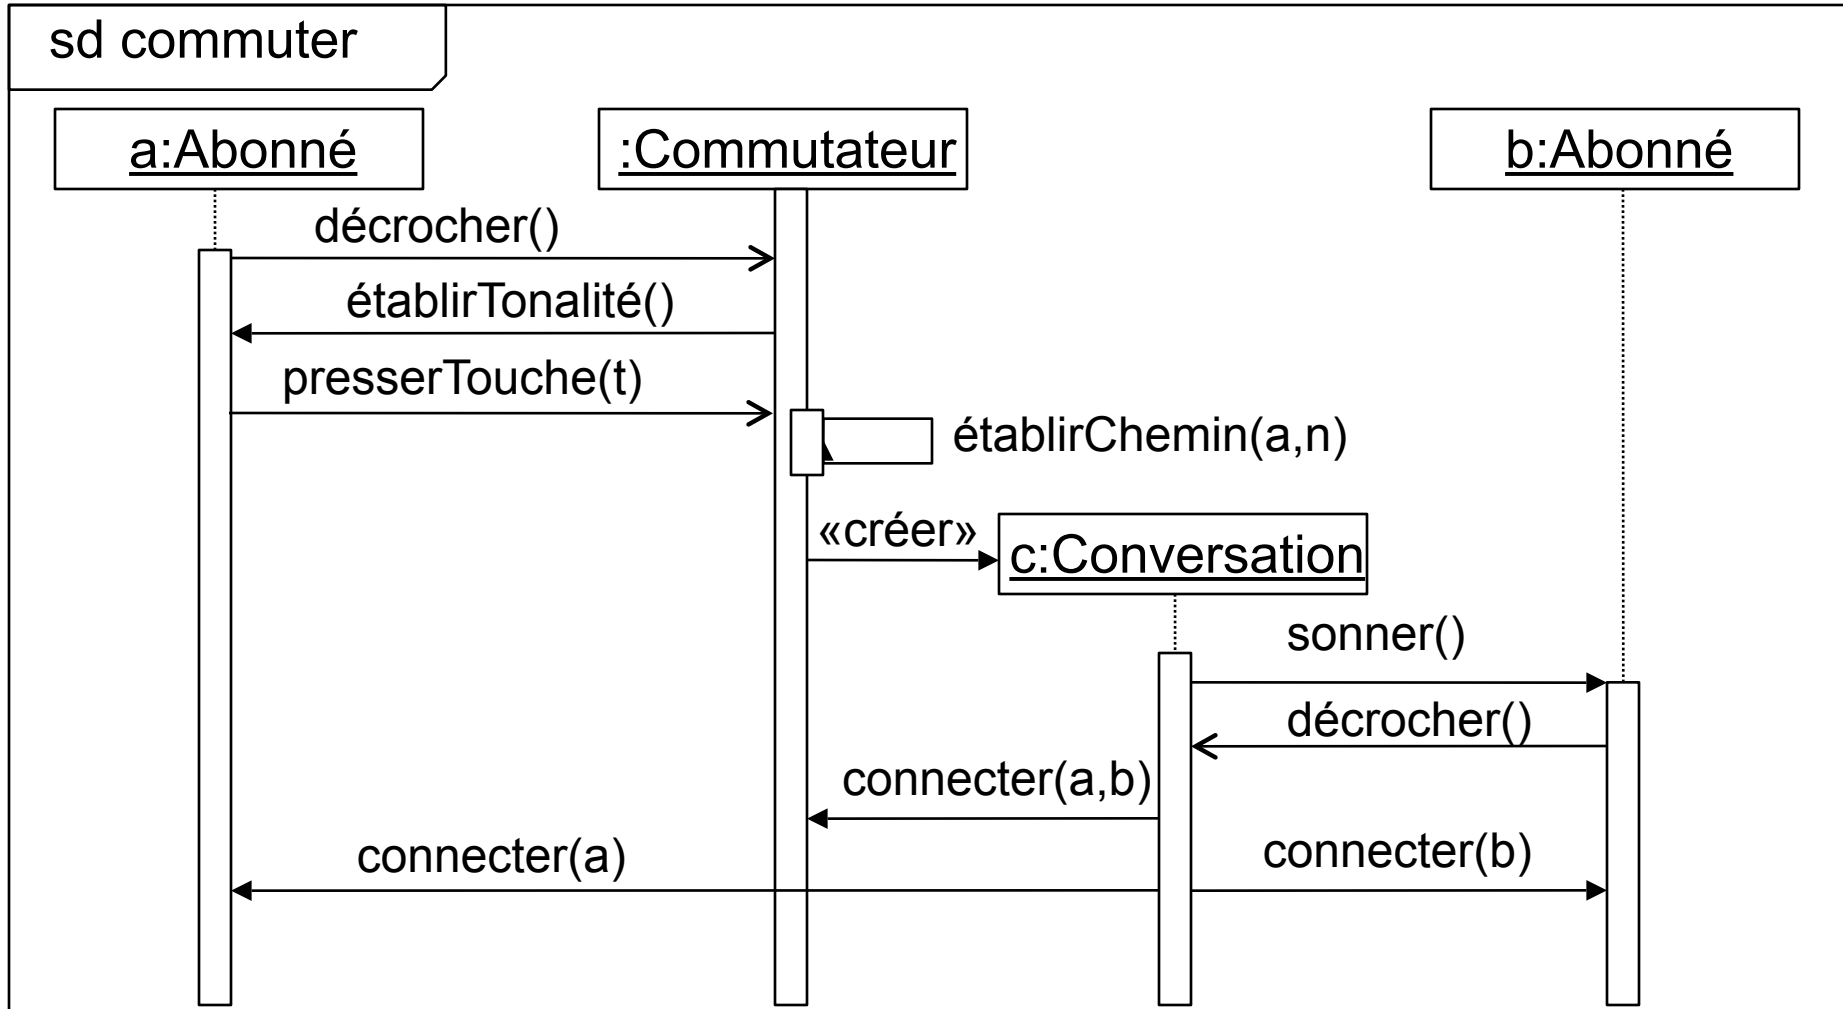 sd commuter
a:Abonné
:Commutateur
b:Abonné
décrocher()
établirTonalité()
presserTouche(t)
établirChemin(a,n)
«créer»
c:Conversation
sonner()
décrocher()
connecter(a,b)
connecter(a)
connecter(b)